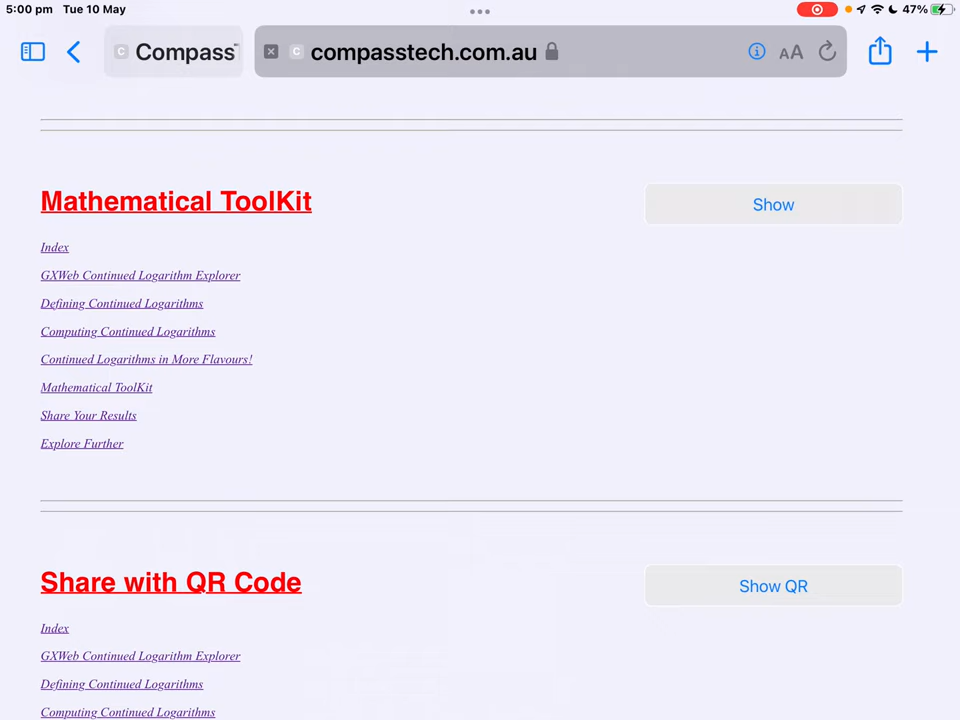 5:00 pm Tue 10 May
47%
C Compass
C compasstech.com.au
AA
Mathematical ToolKit
Show
Index
GXWeb Continued Logarithm Explorer
Defining Continued Logarithms
Computing Continued Logarithms
Continued Logarithms in More Flavours!
Mathematical ToolKit
Share Your Results
Explore Further
Share with QR Code
Show QR
Index
GXWeb Continued Logarithm Explorer
Defining Continued Logarithms
Computing Continued Logarithms